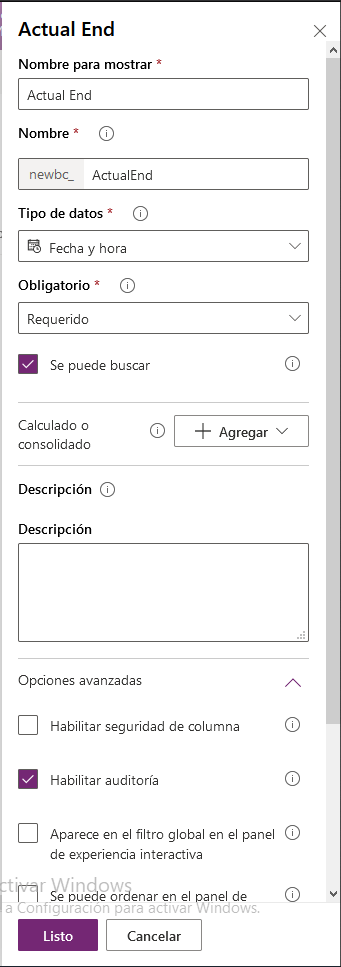 Actual End
Nombre para mostrar *
Actual End
Nombre *
newbc_ ActualEnd
Tipo de datos *
Fecha y hora
Obligatorio *
Requerido
Se puede buscar
Calculado o
consolidado
Agregar
Descripción
Descripción
Opciones avanzadas
Habilitar seguridad de columna
Habilitar auditoría
Aparece en el filtro global en el panel
de experiencia interactiva
ctivar Windows
Se puede ordenar en el panel de
a Configuración para activar Windows.
Listo
Cancelar